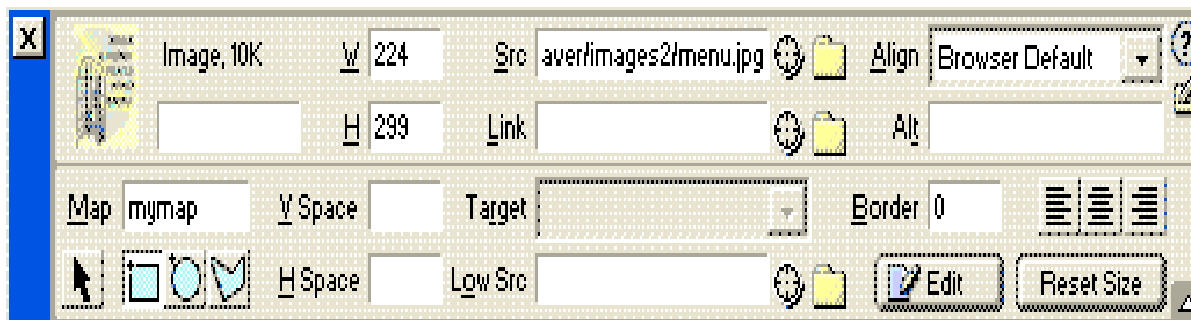 X Image, 10K W 224 Src aver/images2/menu.jpg Align Browser Default ?
H 299 Link Alt
Map mymap V Space Target Border 0
H Space Low Src Edit Reset Size